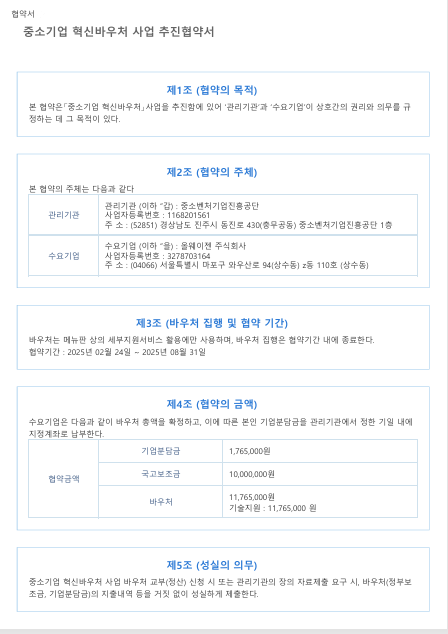 협약서
중소기업 혁신바우처 사업 추진협약서
제1조 (협약의 목적)
본 협약은「중소기업 혁신바우처」사업을 추진함에 있어 '관리기관'과 '수요기업'이 상호간의 권리와 의무를 규
정하는 데 그 목적이 있다.
제2조 (협약의 주체)
본 협약의 주체는 다음과 같다
관리기관
관리기관 (이하 "갑) : 중소벤처기업진흥공단
사업자등록번호 : 1168201561
주 소 : (52851) 경상남도 진주시 동진로 430(충무공동) 중소벤처기업진흥공단 1층
수요기업
수요기업 (이하 "을) : 올웨이젠 주식회사
사업자등록번호 : 3278703164
주 소 : (04066) 서울특별시 마포구 와우산로 94(상수동) z동 110호 (상수동)
제3조 (바우처 집행 및 협약 기간)
바우처는 메뉴판 상의 세부지원서비스 활용에만 사용하며, 바우처 집행은 협약기간 내에 종료한다.
협약기간 : 2025년 02월 24일 ~ 2025년 08월 31일
제4조 (협약의 금액)
수요기업은 다음과 같이 바우처 총액을 확정하고, 이에 따른 본인 기업분담금을 관리기관에서 정한 기일 내에
지정계좌로 납부한다.
협약금액
기업분담금
1,765,000원
국고보조금
10,000,000원
바우처
11,765,000원
기술지원 : 11,765,000 원
제5조 (성실의 의무)
중소기업 혁신바우처 사업 바우처 교부(정산) 신청 시 또는 관리기관의 장의 자료제출 요구 시, 바우처(정부보
조금, 기업분담금)의 지출내역 등을 거짓 없이 성실하게 제출한다.